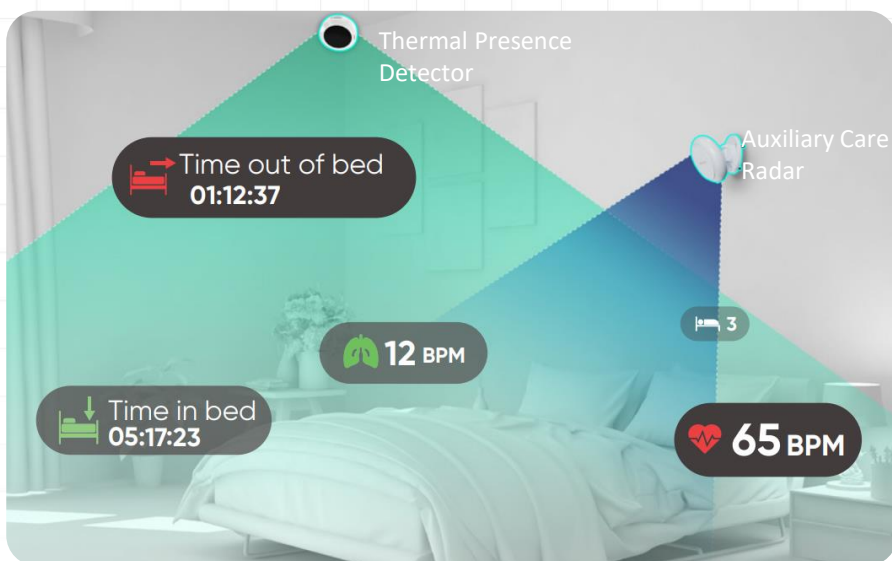 Thermal Presence
Detector
Auxiliary Care
Radar
Time out of bed
01:12:37
3
12 BPM
Time in bed
05:17:23
65 BPM